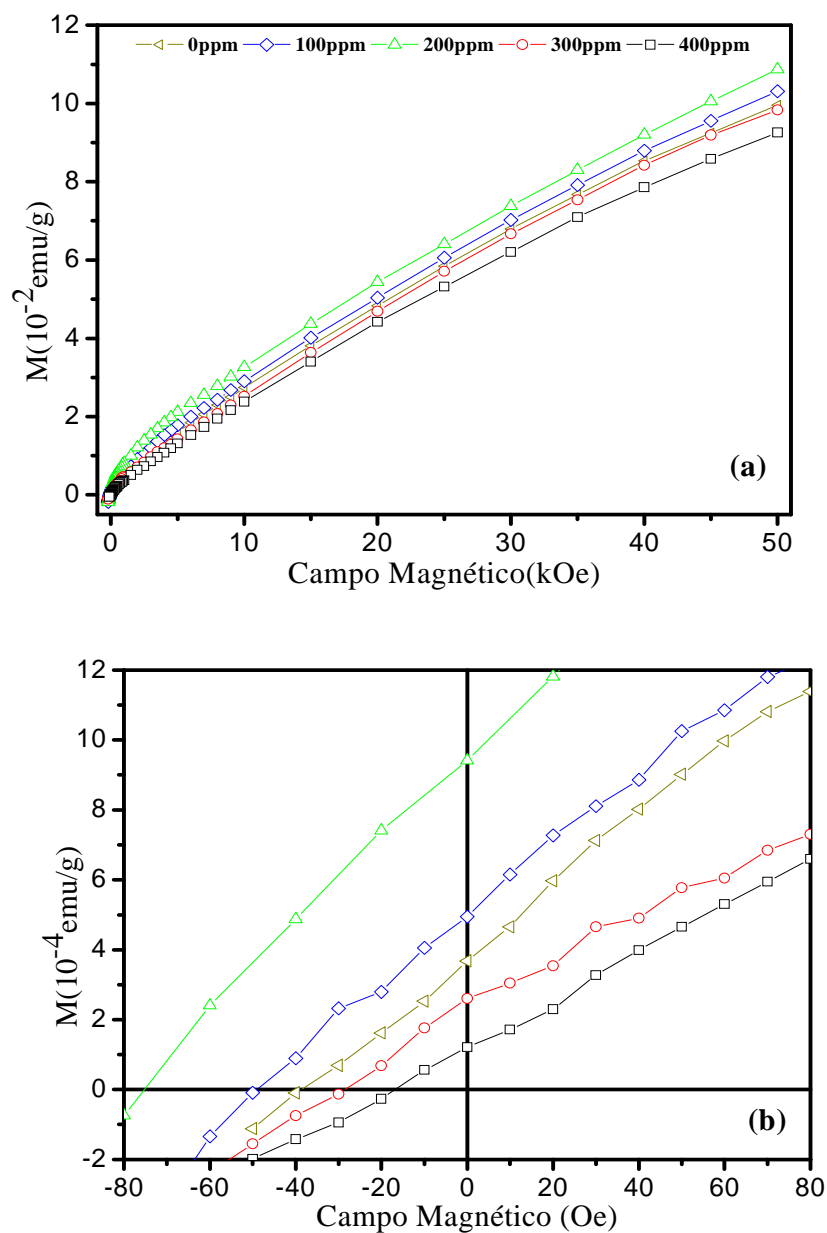 12
0ppm 100ppm 200ppm 300ppm 400ppm
10
8
6
4
2
0
M(10-2emu/g)
(a)
0 10 20 30 40 50
Campo Magnético(kOe)
12
10
8
6
4
2
0
-2
M(10-4emu/g)
(b)
-80 -60 -40 -20 0 20 40 60 80
Campo Magnético (Oe)